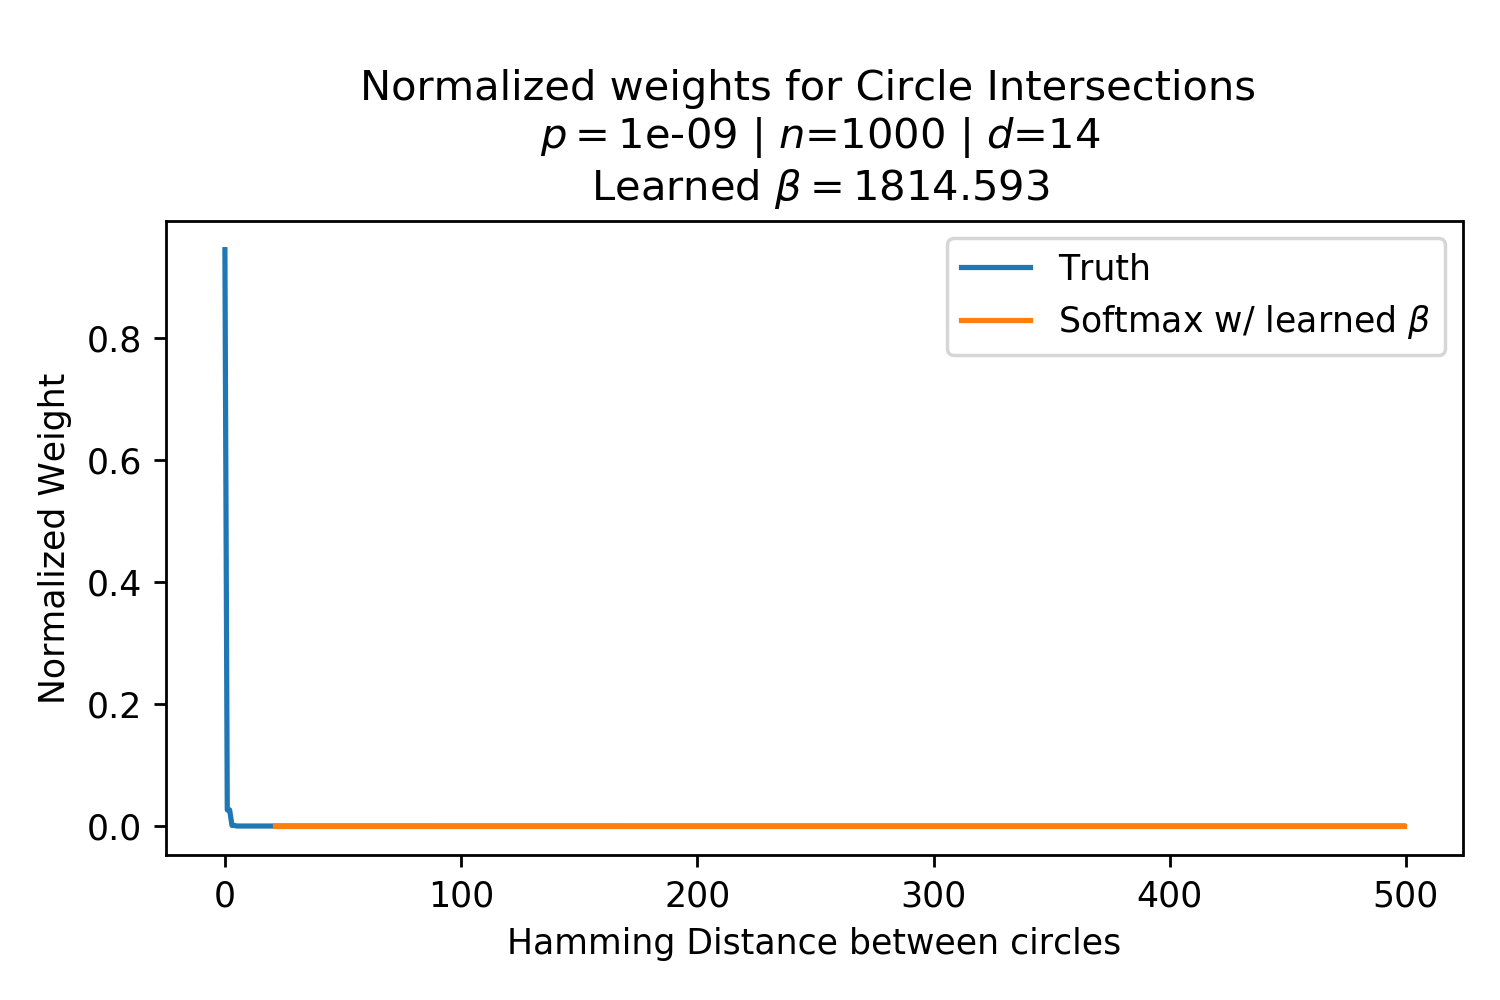 Normalized weights for Circle Intersections
p = 1e-09 | n=1000 | d=14
Learned β = 1814.593
Truth
Softmax w/ learned β
Normalized Weight
0.8
0.6
0.4
0.2
0.0
0 100 200 300 400 500
Hamming Distance between circles